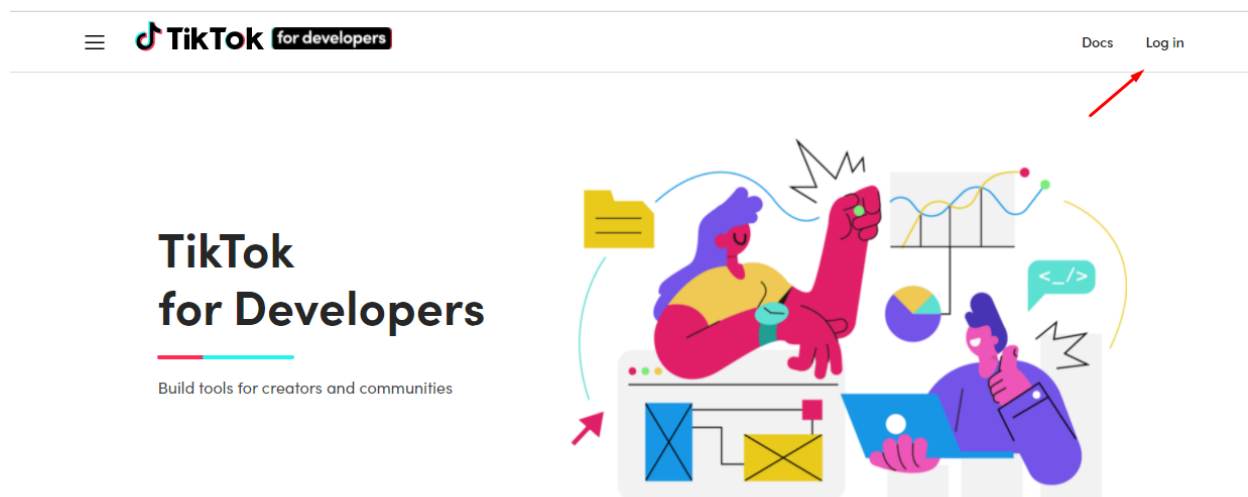 TikTok for developers
Docs
Log in
TikTok
for Developers
Build tools for creators and communities
<_/>